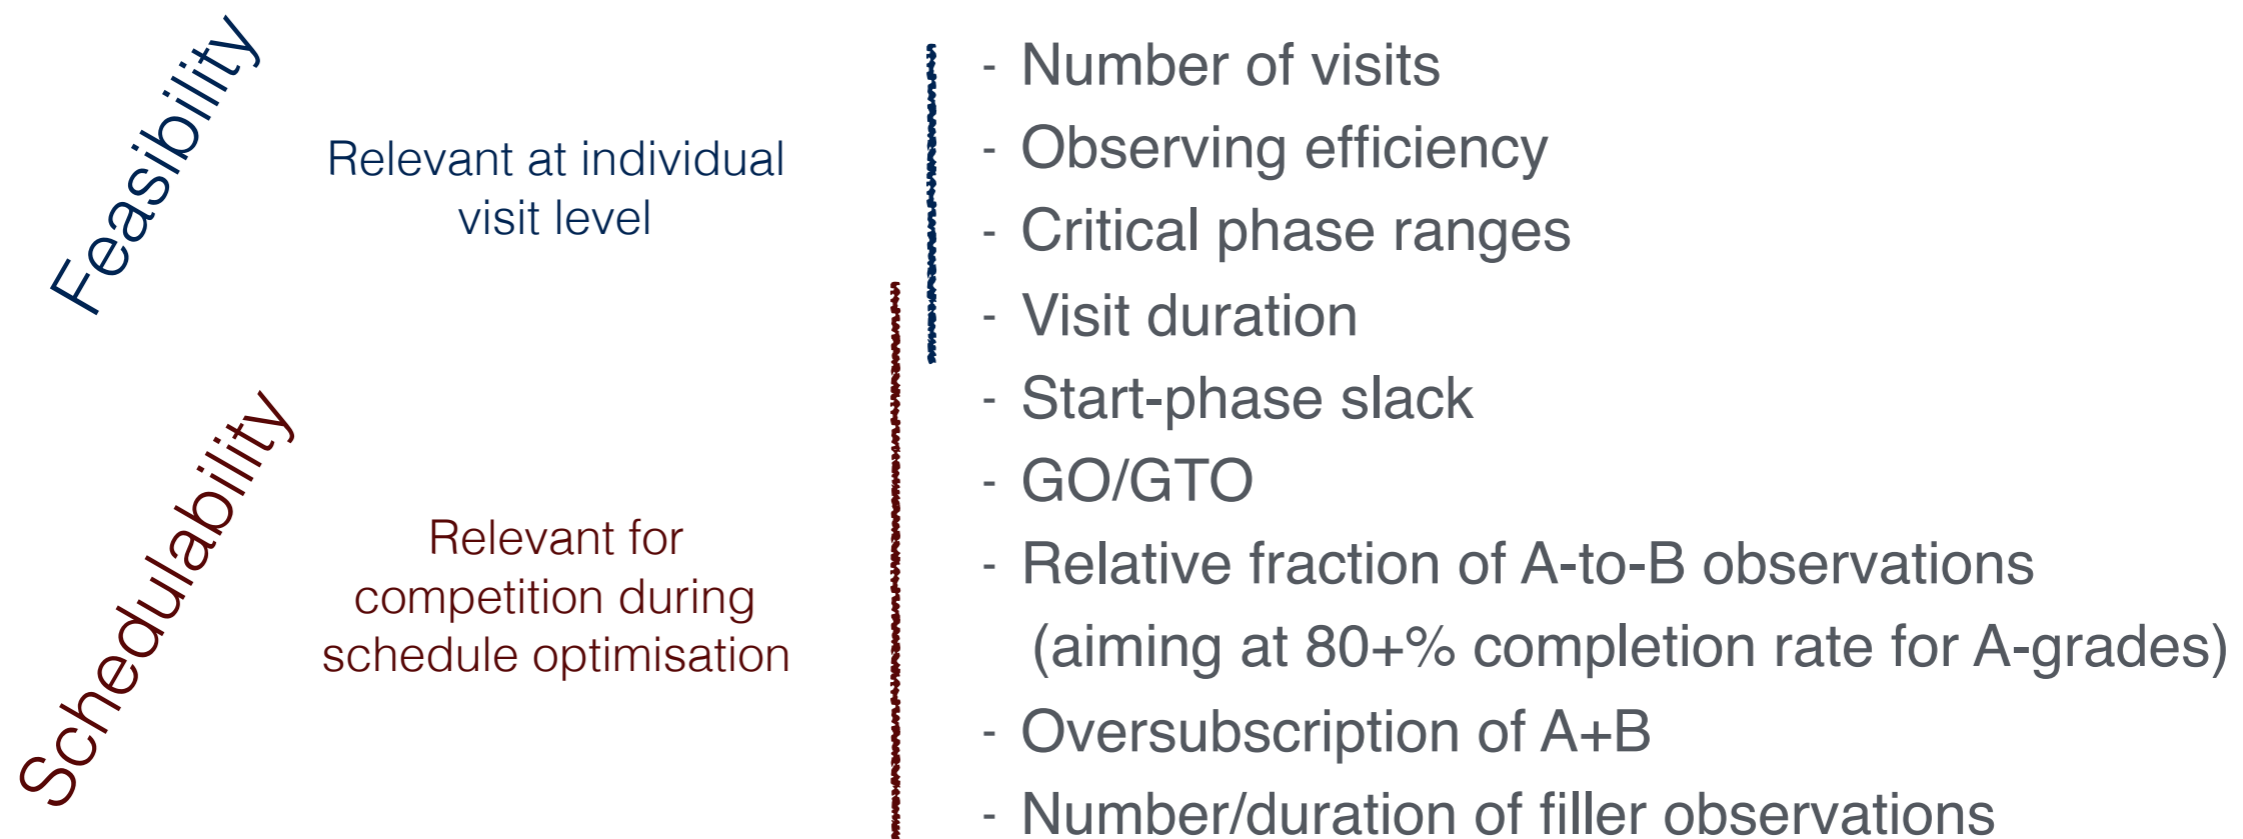 Feasibility
Relevant at individual
visit level
Schedulability
Relevant for
competition during
schedule optimisation
- Number of visits
- Observing efficiency
- Critical phase ranges
- Visit duration
- Start-phase slack
- GO/GTO
- Relative fraction of A-to-B observations
(aiming at 80+% completion rate for A-grades)
- Oversubscription of A+B
- Number/duration of filler observations